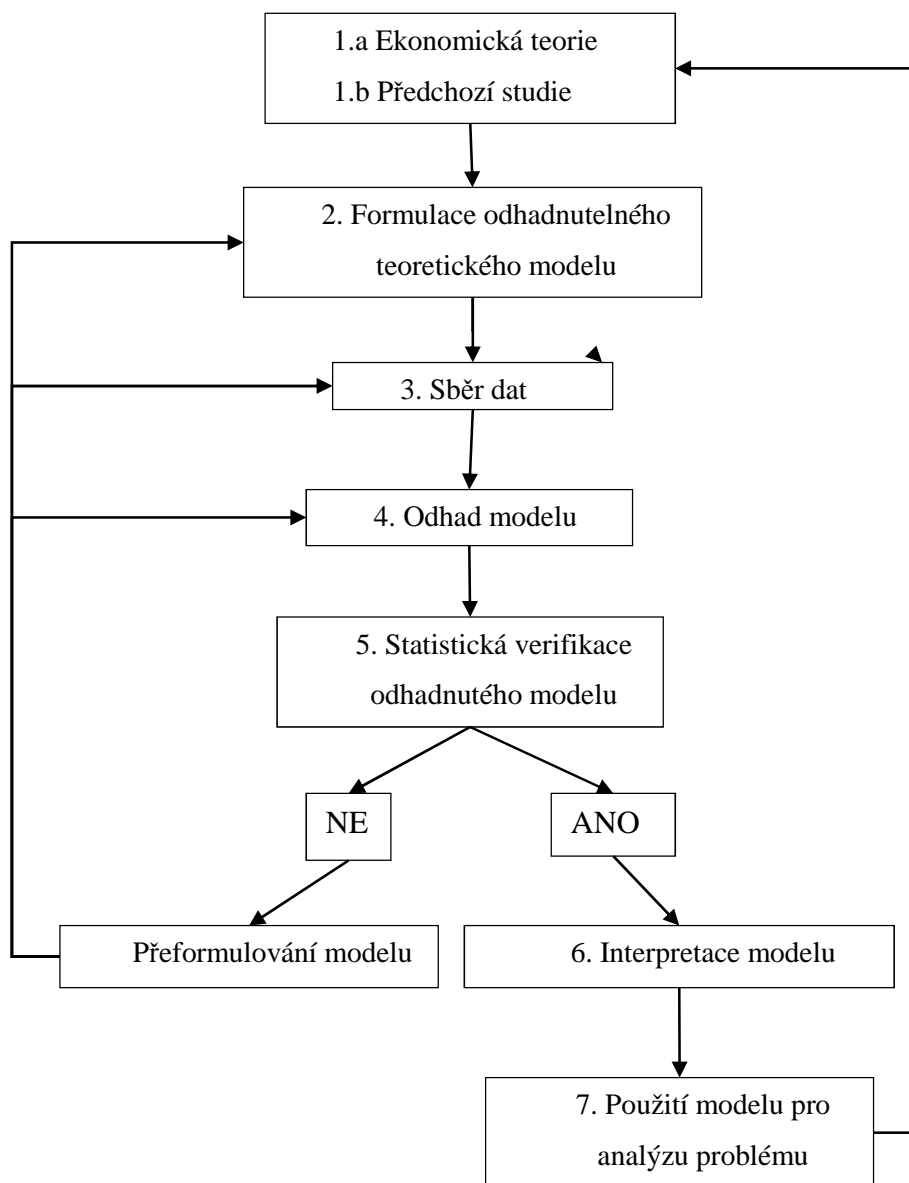 1.a Ekonomická teorie
1.b Předchozí studie
2. Formulace odhadnutelného
teoretického modelu
3. Sběr dat
4. Odhad modelu
5. Statistická verifikace
odhadnutého modelu
NE
ANO
Přeformulování modelu
6. Interpretace modelu
7. Použití modelu pro
analýzu problému